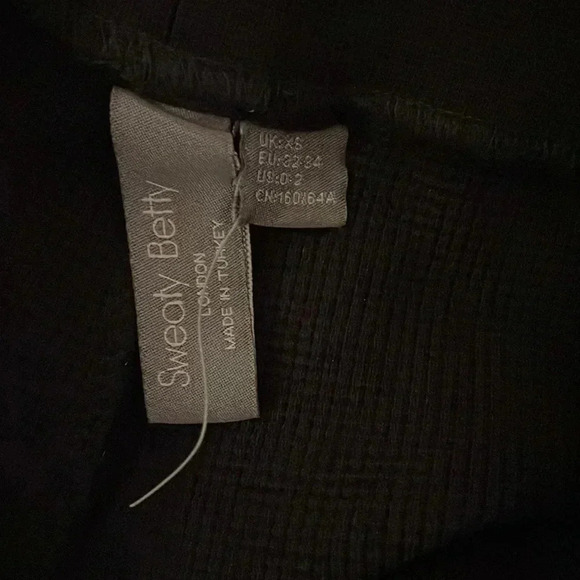 Sweaty Betty
LONDON
MADE IN TURKEY
UK:XS
EU:32-34
US:0-2
CN:160/64A